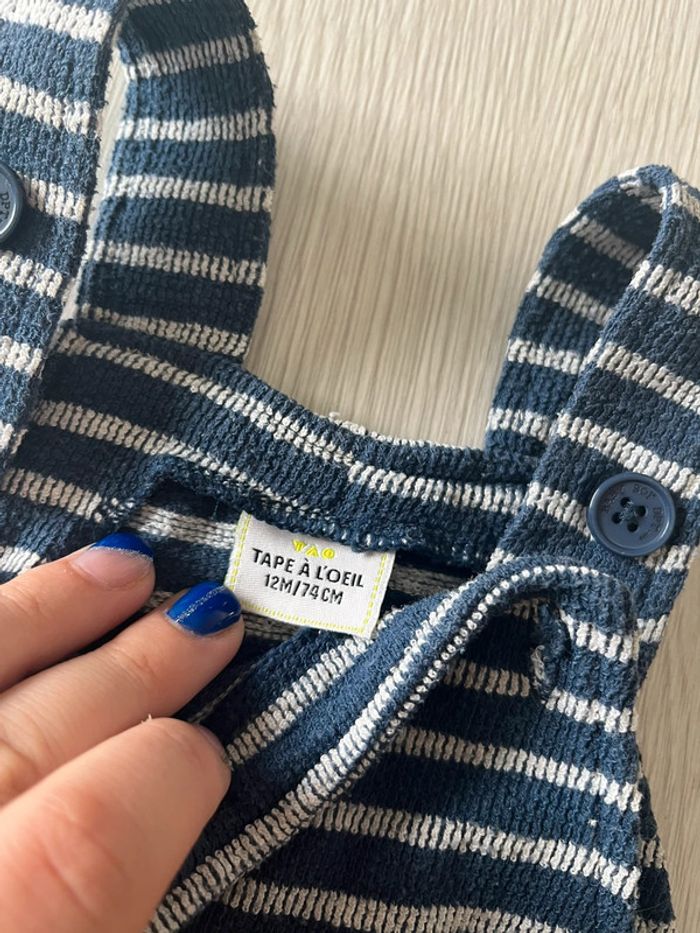 TAO
TAPE À L'OEIL
12M/74CM